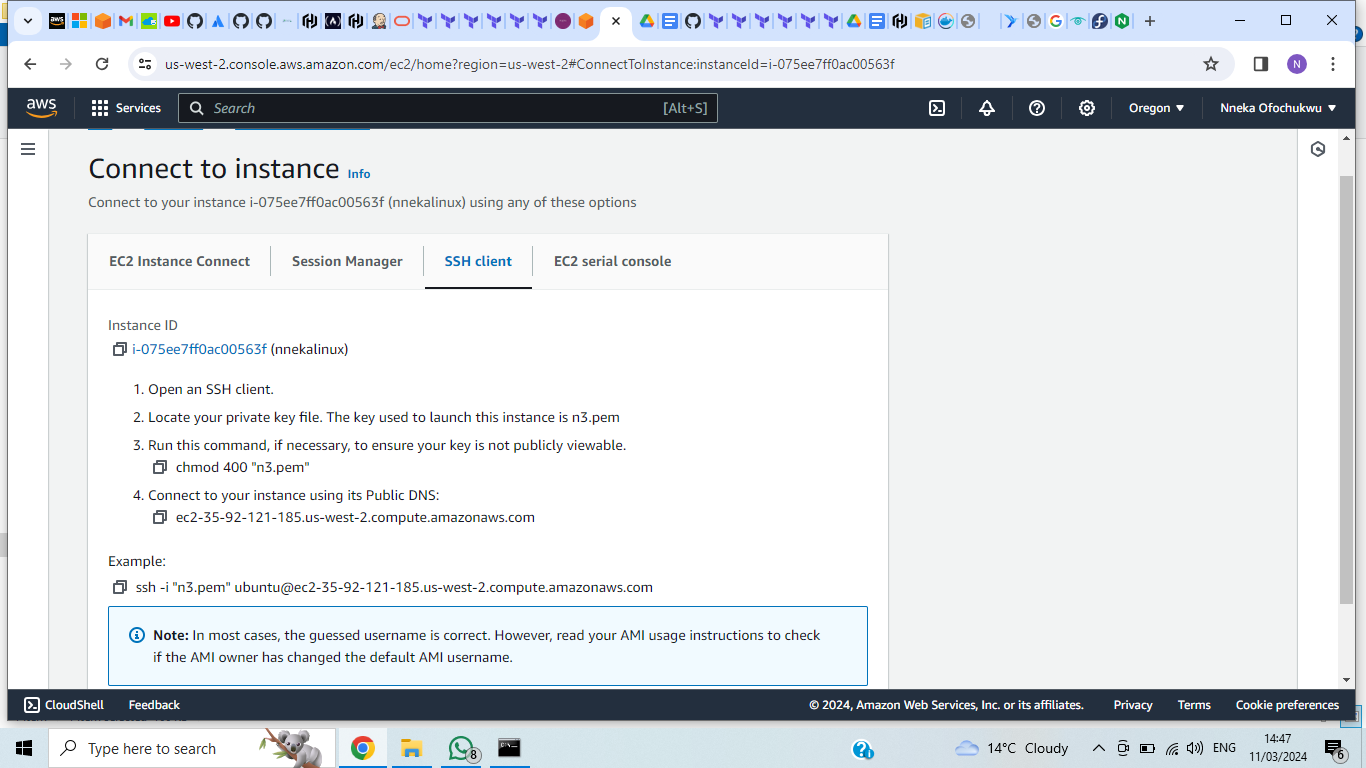 us-west-2.console.aws.amazon.com/ec2/home?region=us-west-2#ConnectToInstance:instanceId=i-075ee7ff0ac00563f
N
aws
Services
Search
[Alt+S]
Oregon
Nneka Ofochukwu
Connect to instance Info
Connect to your instance i-075ee7ff0ac00563f (nnekalinux) using any of these options
EC2 Instance Connect
Session Manager
SSH client
EC2 serial console
Instance ID
i-075ee7ff0ac00563f (nnekalinux)
1. Open an SSH client.
2. Locate your private key file. The key used to launch this instance is n3.pem
3. Run this command, if necessary, to ensure your key is not publicly viewable.
chmod 400 "n3.pem"
4. Connect to your instance using its Public DNS:
ec2-35-92-121-185.us-west-2.compute.amazonaws.com
Example:
ssh -i "n3.pem" ubuntu@ec2-35-92-121-185.us-west-2.compute.amazonaws.com
Note: In most cases, the guessed username is correct. However, read your AMI usage instructions to check
if the AMI owner has changed the default AMI username.
CloudShell
Feedback
© 2024, Amazon Web Services, Inc. or its affiliates.
Privacy
Terms
Cookie preferences
Type here to search
8
14°C Cloudy
ENG
14:47
11/03/2024
6